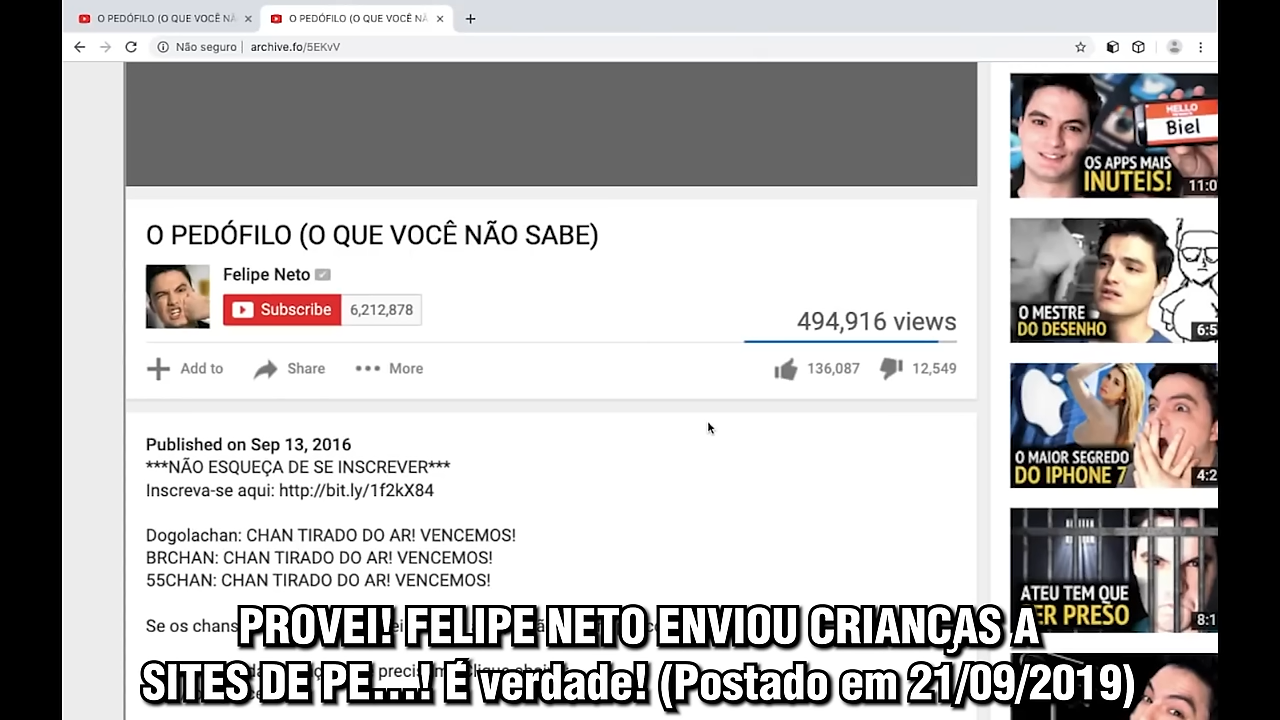 O PEDÓFILO (O QUE VOCÊ NÃ
O PEDÓFILO (O QUE VOCÊ NÃ
Não seguro | archive.fo/5EKvV
HELLO
Biel
OS APPS MAIS
INUTEIS!
11:0
O PEDÓFILO (O QUE VOCÊ NÃO SABE)
Felipe Neto
Subscribe 6,212,878
494,916 views
Add to Share More 136,087 12,549
O MESTRE
DO DESENHO
6:5
O MAIOR SEGREDO
DO IPHONE 7
4:2
Published on Sep 13, 2016
***NÃO ESQUEÇA DE SE INSCREVER***
Inscreva-se aqui: http://bit.ly/1f2kX84
Dogolachan: CHAN TIRADO DO AR! VENCEMOS!
BRCHAN: CHAN TIRADO DO AR! VENCEMOS!
55CHAN: CHAN TIRADO DO AR! VENCEMOS!
ATEU TEM QUE
SER PRESO
8:1
Se os chans
PROVEI! FELIPE NETO ENVIOU CRIANÇAS A
SITES DE PE...! É verdade! (Postado em 21/09/2019)